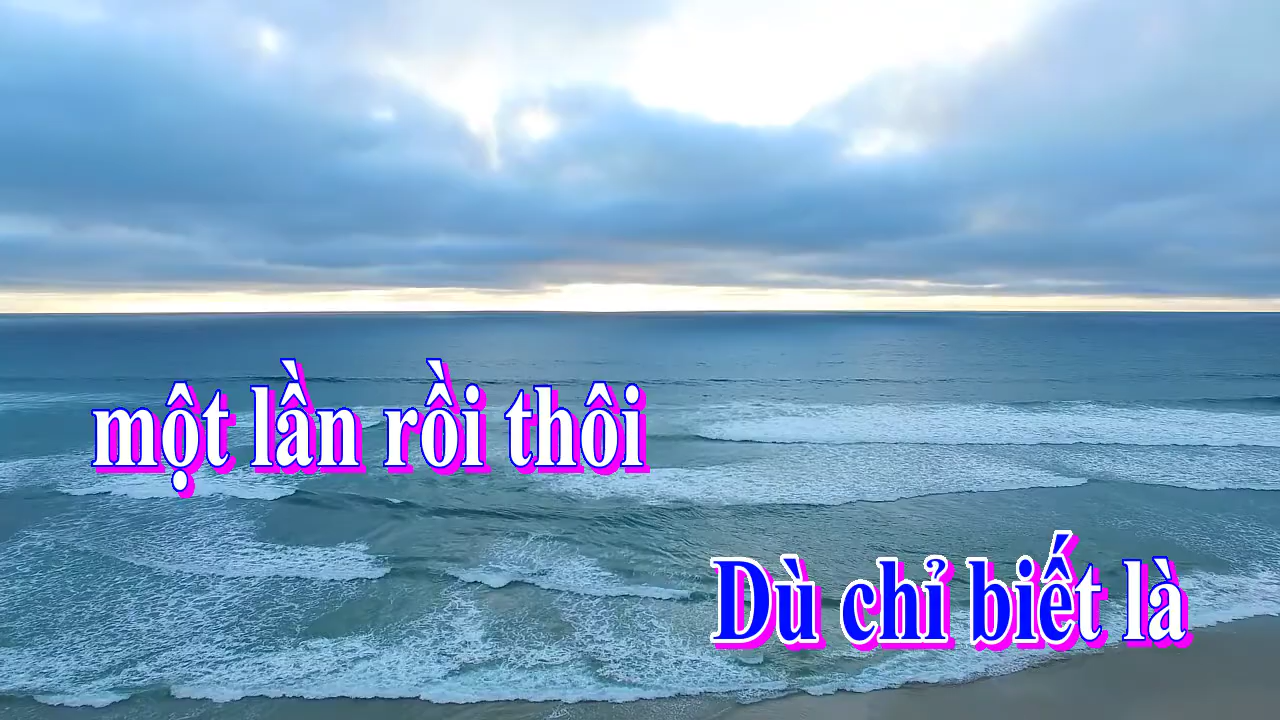 một lần rồi thôi
Dù chỉ biết là